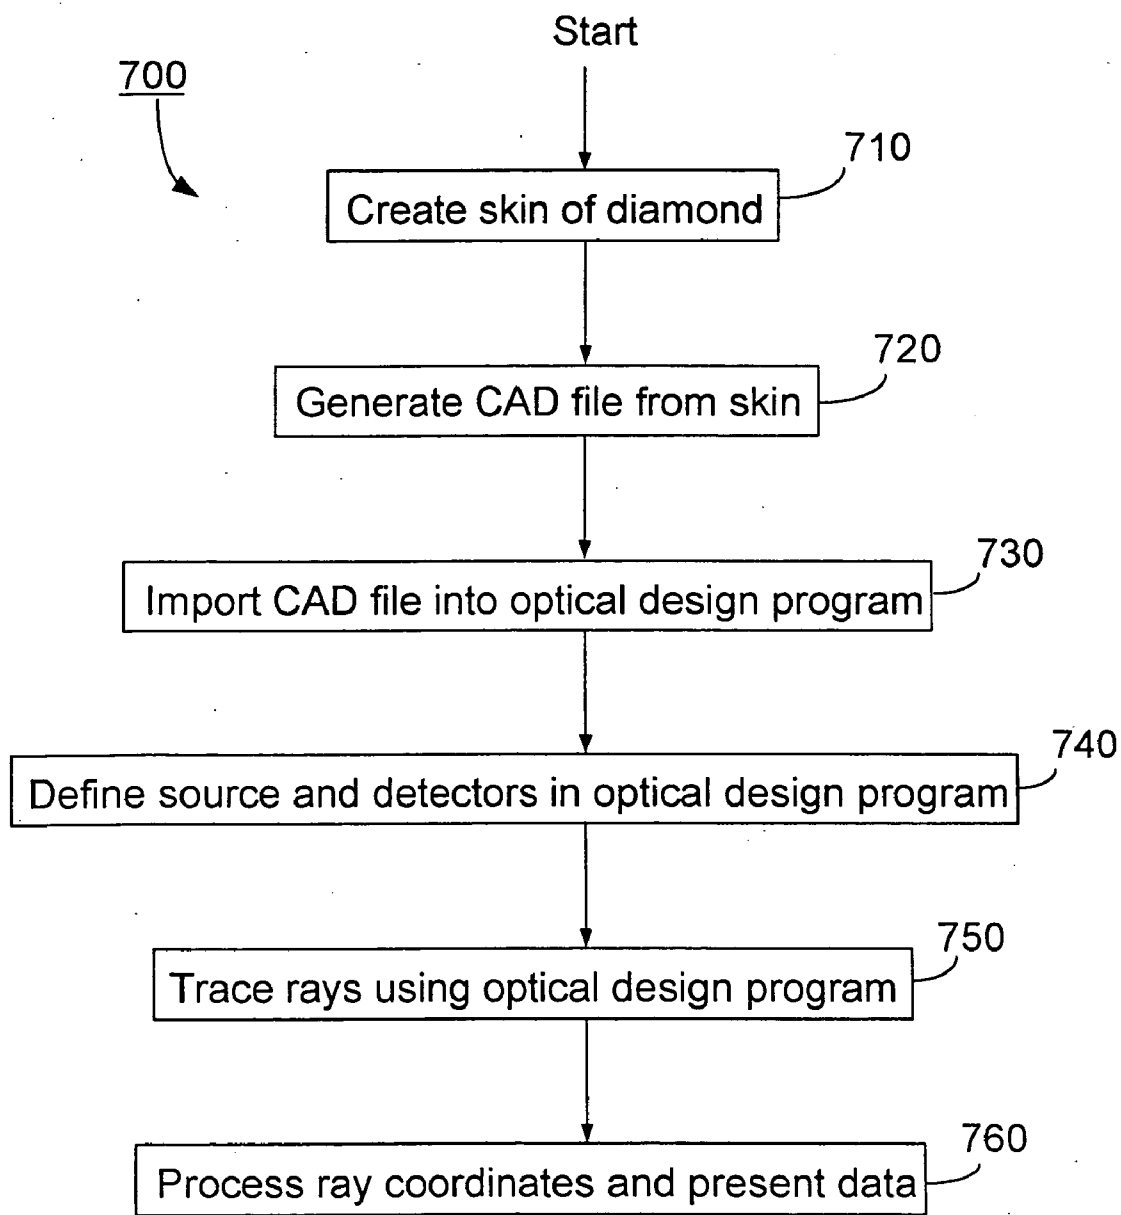 Start
700
710
Create skin of diamond
720
Generate CAD file from skin
730
Import CAD file into optical design program
740
Define source and detectors in optical design program
750
Trace rays using optical design program
760
Process ray coordinates and present data